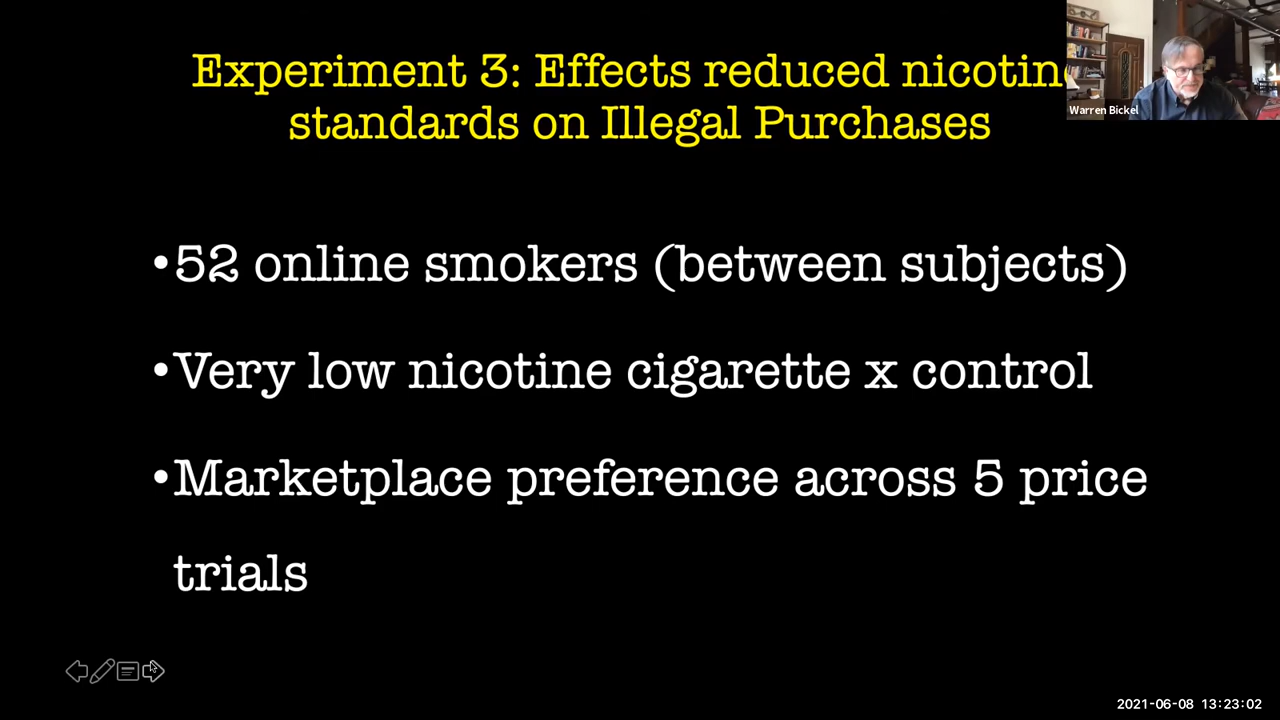 Experiment 3: Effects reduced nicotine
standards on Illegal Purchases
Warren Bickel
•52 online smokers (between subjects)
•Very low nicotine cigarette x control
•Marketplace preference across 5 price
trials
2021-06-08 13:23:02